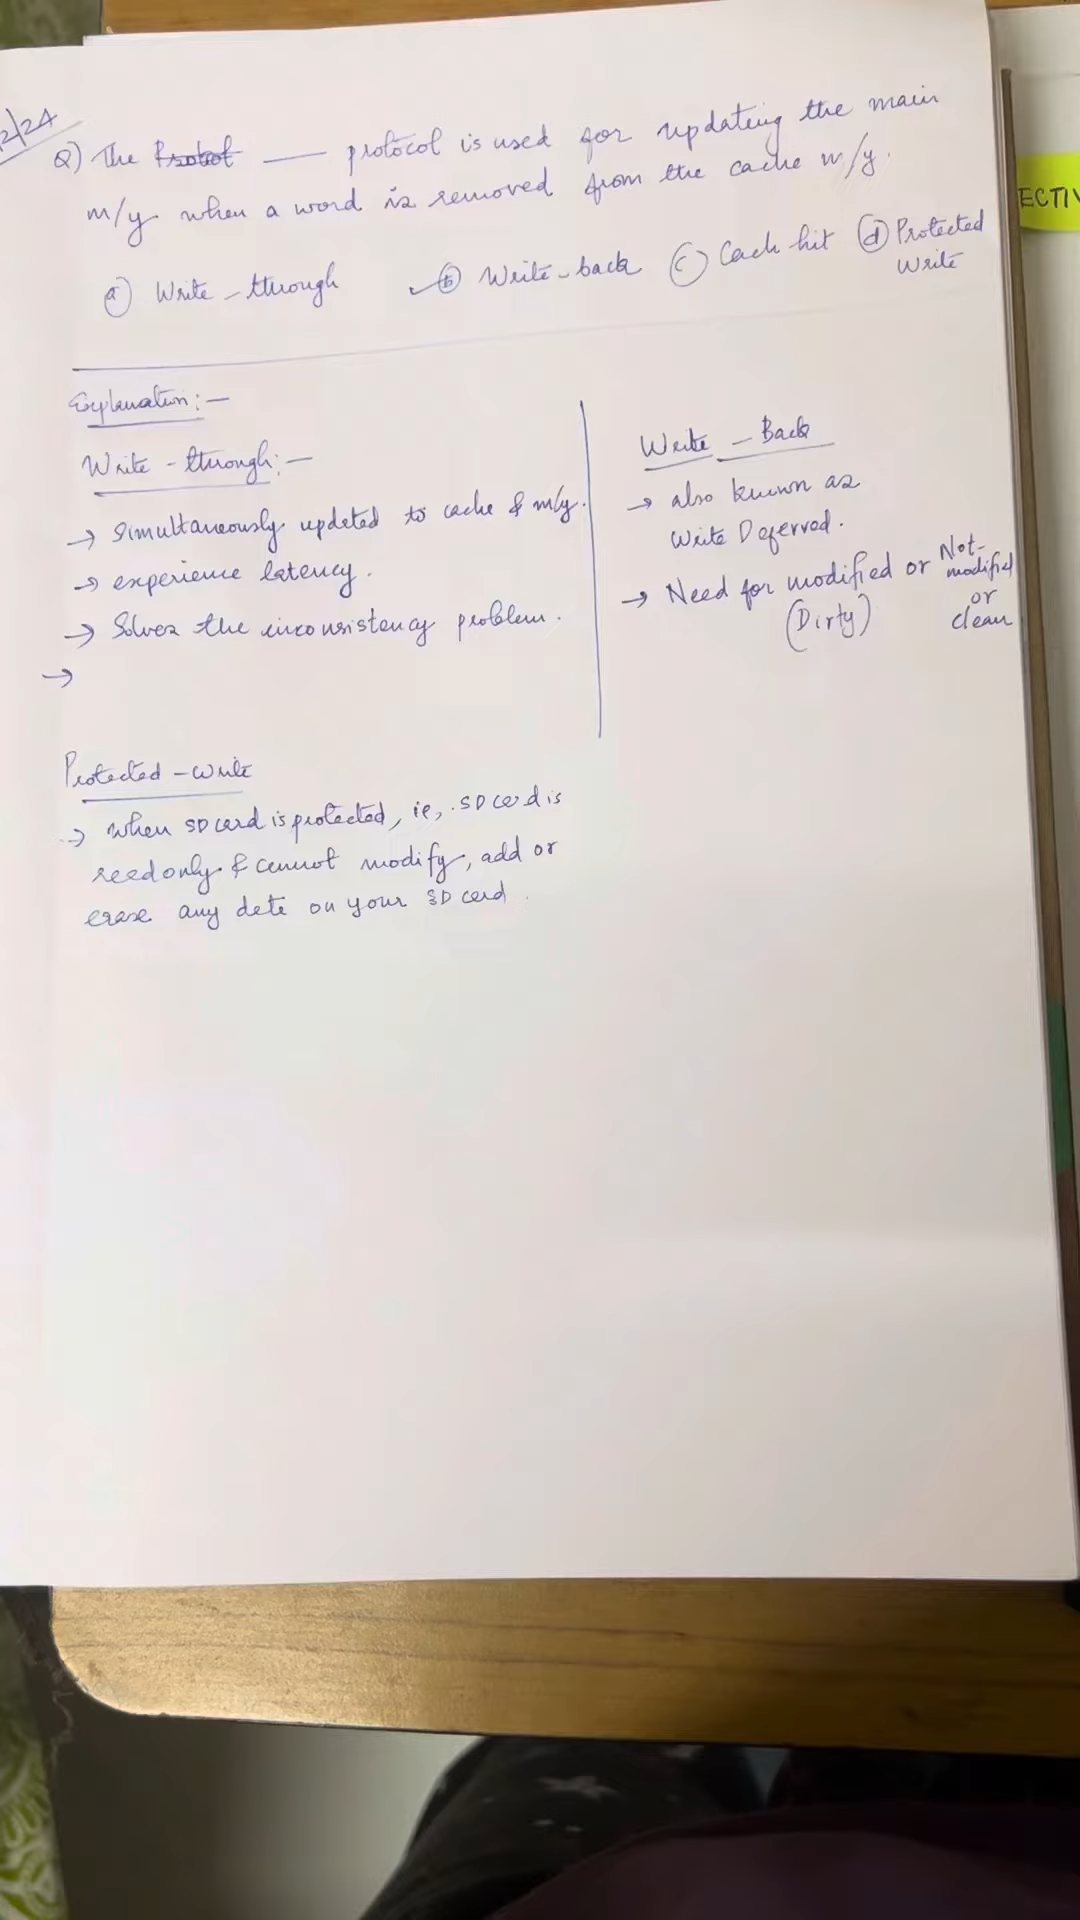 2/24
Q) The Protocol ___ protocol is used for updating the main
m/y when a word is removed from the cache m/y.
(a) Write-through ✓(b) Write-back (c) Cach hit (d) Protected
Write
ECTIV
Explanation:-
Write-through:-
→ Simultaneously updated to cache & m/y.
→ experience latency.
→ Solves the inconsistency problem.
→
Write-Back
→ also known as
Write Deferred.
→ Need for modified or Not-
modified
(Dirty) or
clean
Protected-write
→ When SD card is protected, ie, SD card is
read only & cannot modify, add or
erase any data on your SD card.